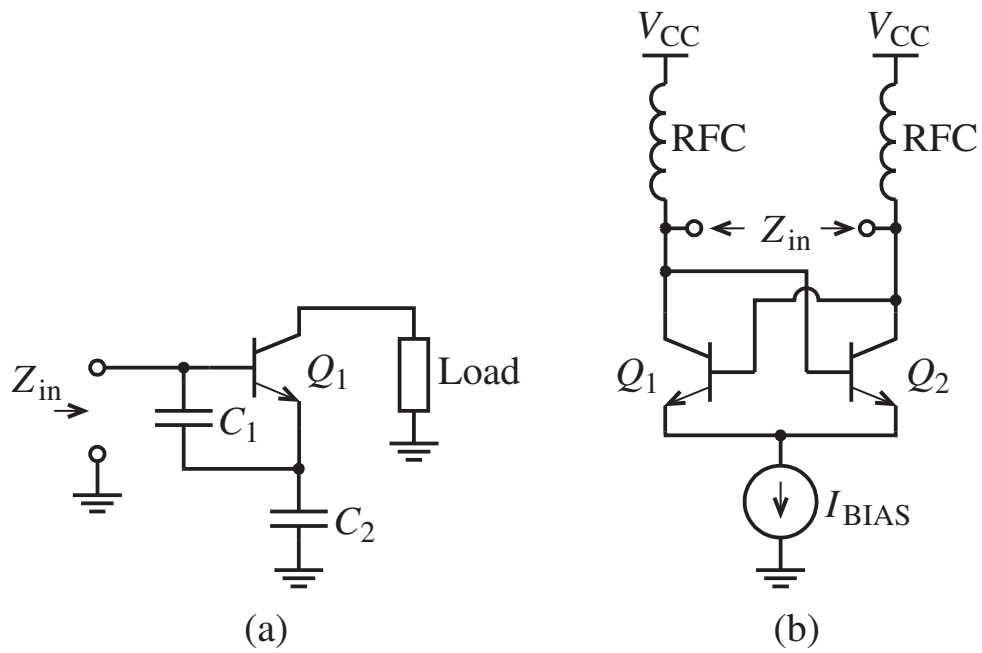 V_CC V_CC
RFC RFC
Z_in
Q_1 Load
Z_in
C_1
C_2
(a)
Q_1 Q_2
I_BIAS
(b)